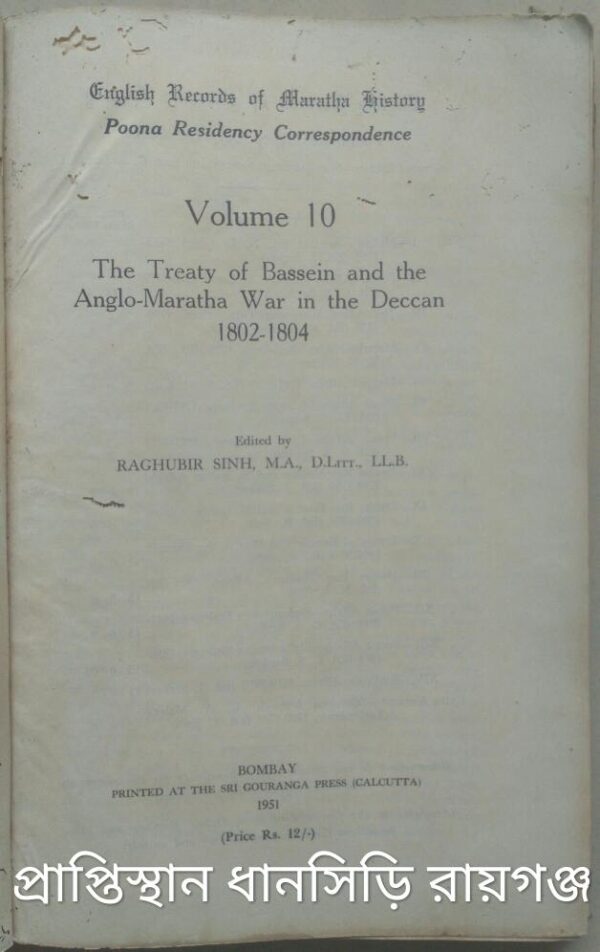 English Records of Maratha History
Poona Residency Correspondence
Volume 10
The Treaty of Bassein and the
Anglo-Maratha War in the Deccan
1802-1804
Edited by
RAGHUBIR SINH, M.A., D.LITT., LL.B.
BOMBAY
PRINTED AT THE SRI GOURANGA PRESS (CALCUTTA)
1951
(Price Rs. 12/-)
প্রাপ্তিস্থান ধানসিড়ি রায়গঞ্জ